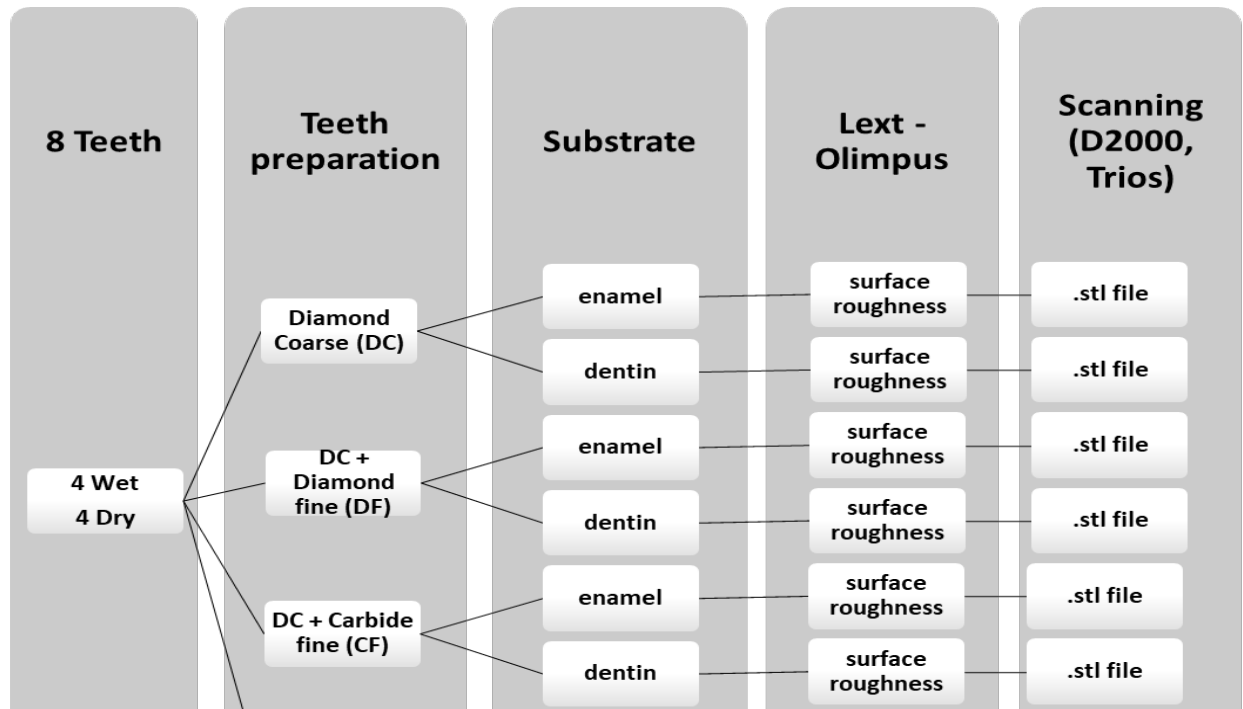 8 Teeth
Teeth
preparation
Substrate
Lext -
Olimpus
Scanning
(D2000,
Trios)
4 Wet
4 Dry
Diamond
Coarse (DC)
enamel
surface
roughness
.stl file
dentin
surface
roughness
.stl file
DC +
Diamond
fine (DF)
enamel
surface
roughness
.stl file
dentin
surface
roughness
.stl file
DC + Carbide
fine (CF)
enamel
surface
roughness
.stl file
dentin
surface
roughness
.stl file